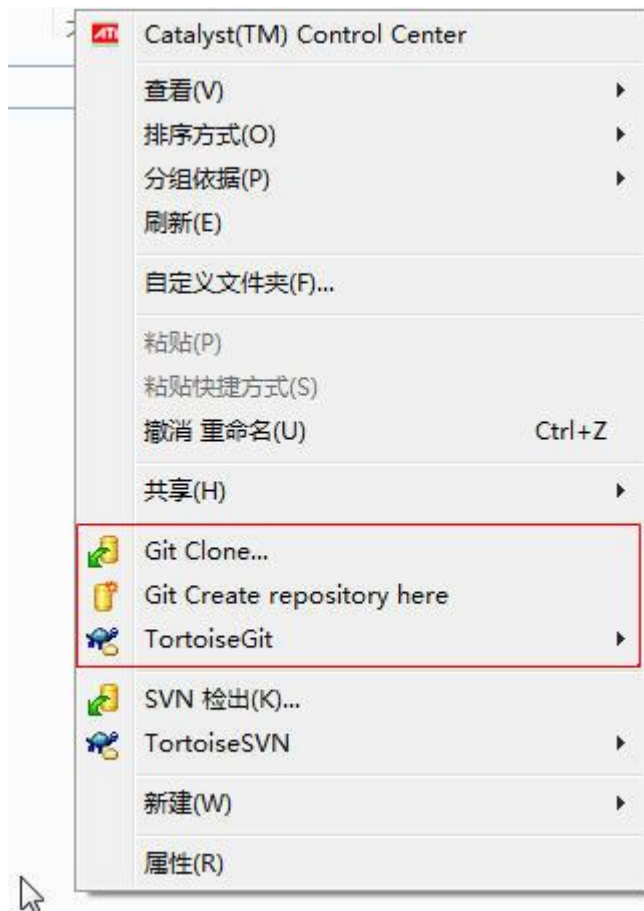 Catalyst(TM) Control Center
查看(V)
排序方式(O)
分组依据(P)
刷新(E)
自定义文件夹(F)...
粘贴(P)
粘贴快捷方式(S)
撤消 重命名(U) Ctrl+Z
共享(H)
Git Clone...
Git Create repository here
TortoiseGit
SVN 检出(K)...
TortoiseSVN
新建(W)
属性(R)